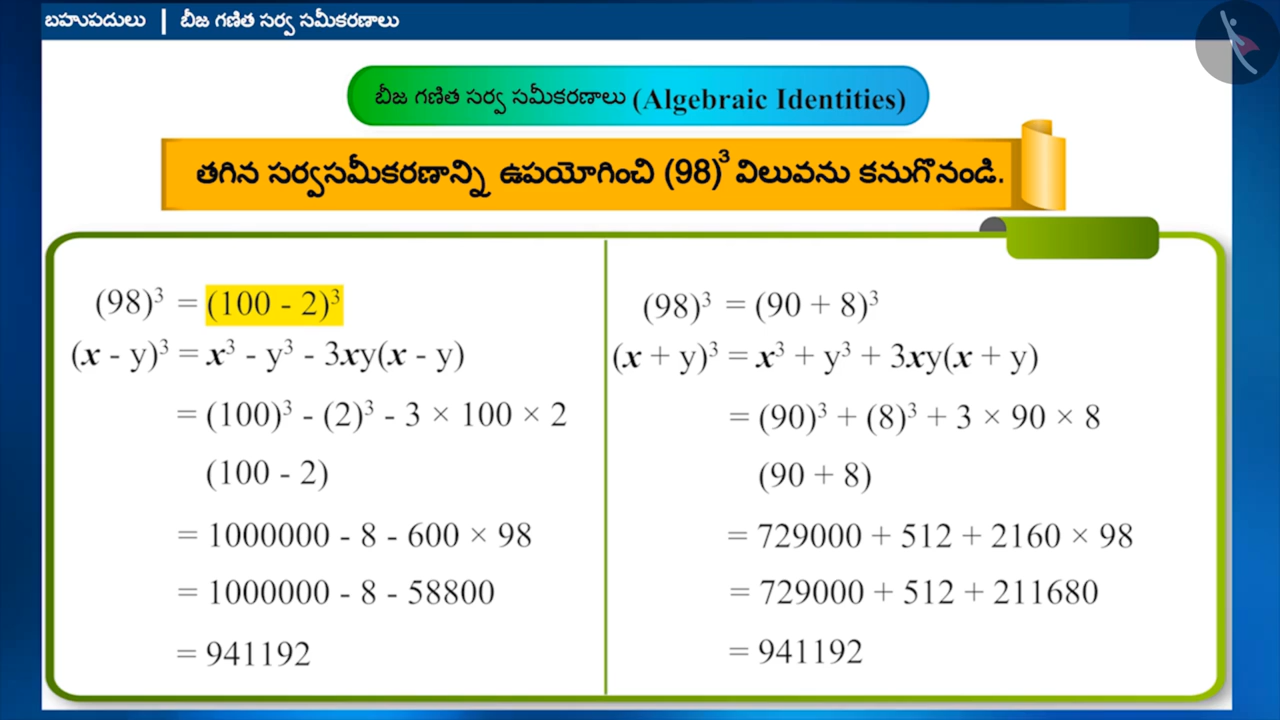 బహుపదులు | బీజ గణిత సర్వ సమీకరణాలు
బీజ గణిత సర్వ సమీకరణాలు (Algebraic Identities)
తగిన సర్వసమీకరణాన్ని ఉపయోగించి (98)³ విలువను కనుగొనండి.
(98)³ = (100 - 2)³
(x - y)³ = x³ - y³ - 3xy(x - y)
= (100)³ - (2)³ - 3 × 100 × 2
(100 - 2)
= 1000000 - 8 - 600 × 98
= 1000000 - 8 - 58800
= 941192
(98)³ = (90 + 8)³
(x + y)³ = x³ + y³ + 3xy(x + y)
= (90)³ + (8)³ + 3 × 90 × 8
(90 + 8)
= 729000 + 512 + 2160 × 98
= 729000 + 512 + 211680
= 941192